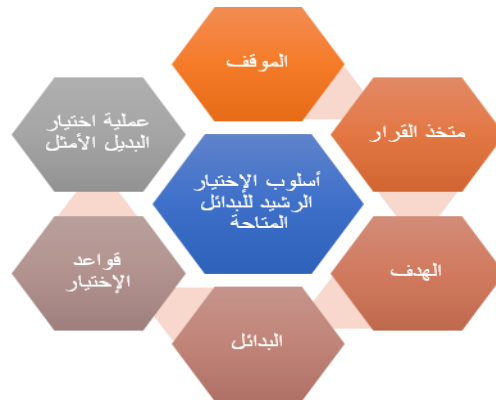 الموقف
متخذ القرار
الهدف
البدائل
قواعد
الإختيار
عملية اختيار
البديل الأمثل
أسلوب الإختيار
الرشيد للبدائل
المتاحة